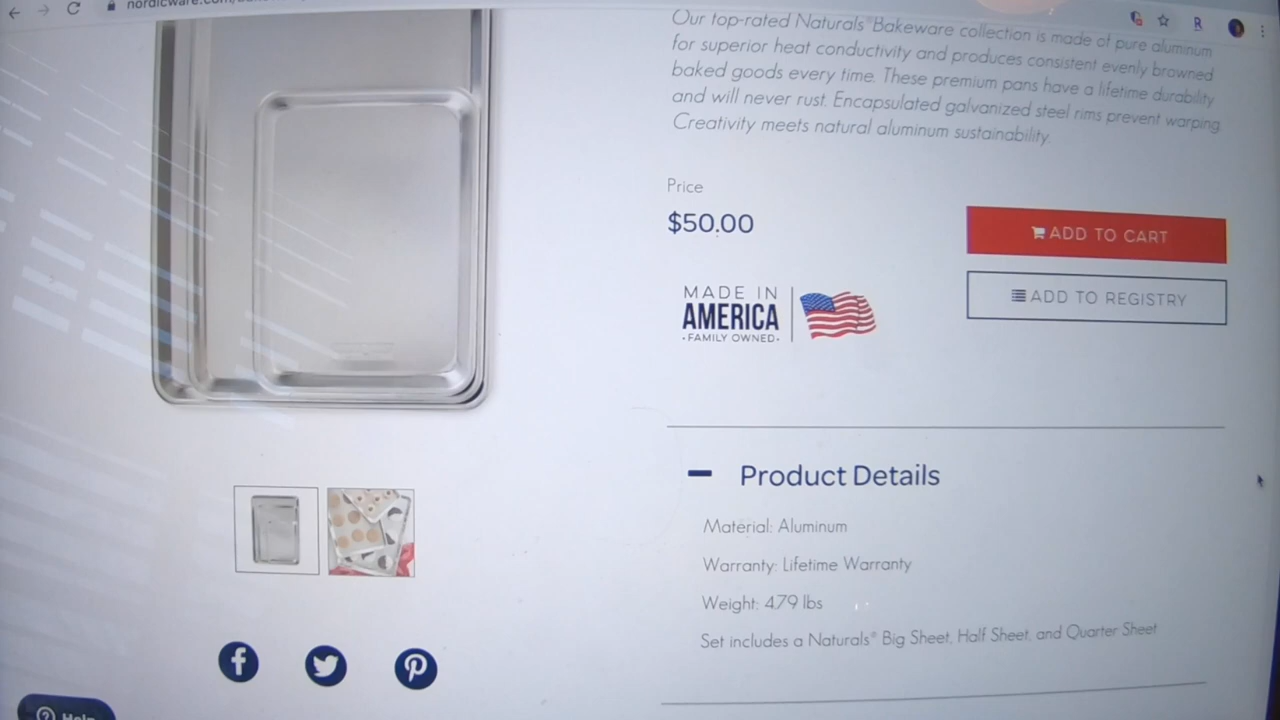 nordicware.com/
Our top-rated Naturals® Bakeware collection is made of pure aluminum
for superior heat conductivity and produces consistent evenly browned
baked goods every time. These premium pans have a lifetime durability
and will never rust. Encapsulated galvanized steel rims prevent warping.
Creativity meets natural aluminum sustainability.
Price
$50.00
ADD TO CART
MADE IN
AMERICA
•FAMILY OWNED•
ADD TO REGISTRY
Product Details
Material: Aluminum
Warranty: Lifetime Warranty
Weight: 4.79 lbs
Set includes a Naturals® Big Sheet, Half Sheet, and Quarter Sheet
Help